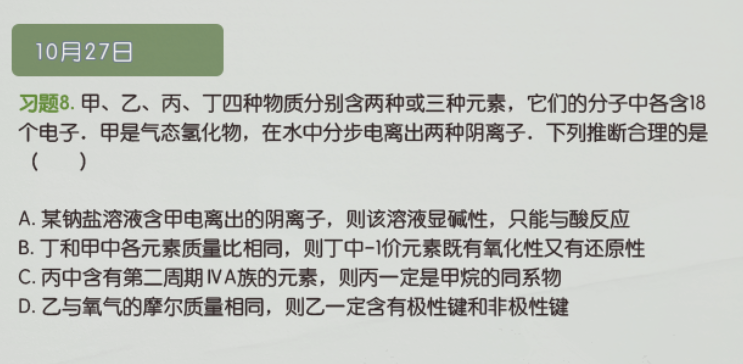 10月27日
习题8. 甲、乙、丙、丁四种物质分别含两种或三种元素，它们的分子中各含18
个电子．甲是气态氢化物，在水中分步电离出两种阴离子．下列推断合理的是
（　　）
A. 某钠盐溶液含甲电离出的阴离子，则该溶液显碱性，只能与酸反应
B. 丁和甲中各元素质量比相同，则丁中-1价元素既有氧化性又有还原性
C. 丙中含有第二周期ⅣA族的元素，则丙一定是甲烷的同系物
D. 乙与氧气的摩尔质量相同，则乙一定含有极性键和非极性键